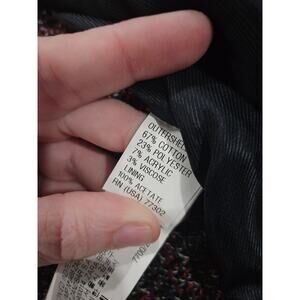 OUTERSHELL
67% COTTON
23% POLYESTER
7% ACRYLIC
3% VISCOSE
LINING
100% ACETATE
RN (USA) 77302